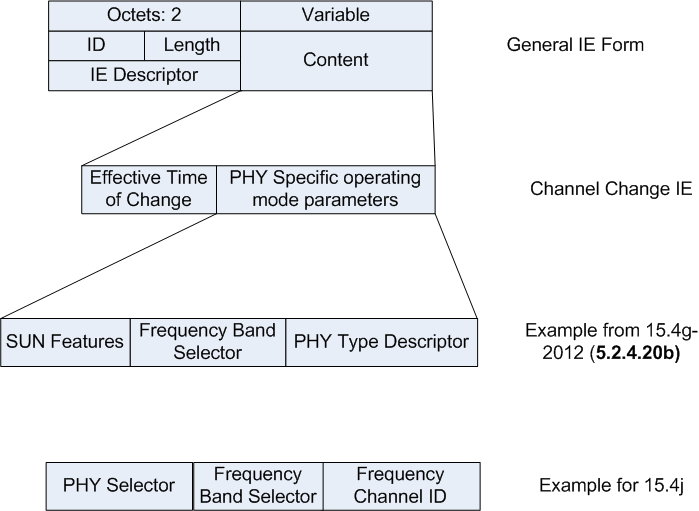 Octets: 2
Variable
ID
Length
IE Descriptor
Content
General IE Form
Effective Time
of Change
PHY Specific operating
mode parameters
Channel Change IE
SUN Features
Frequency Band
Selector
PHY Type Descriptor
Example from 15.4g-
2012 (5.2.4.20b)
PHY Selector
Frequency
Band Selector
Frequency
Channel ID
Example for 15.4j